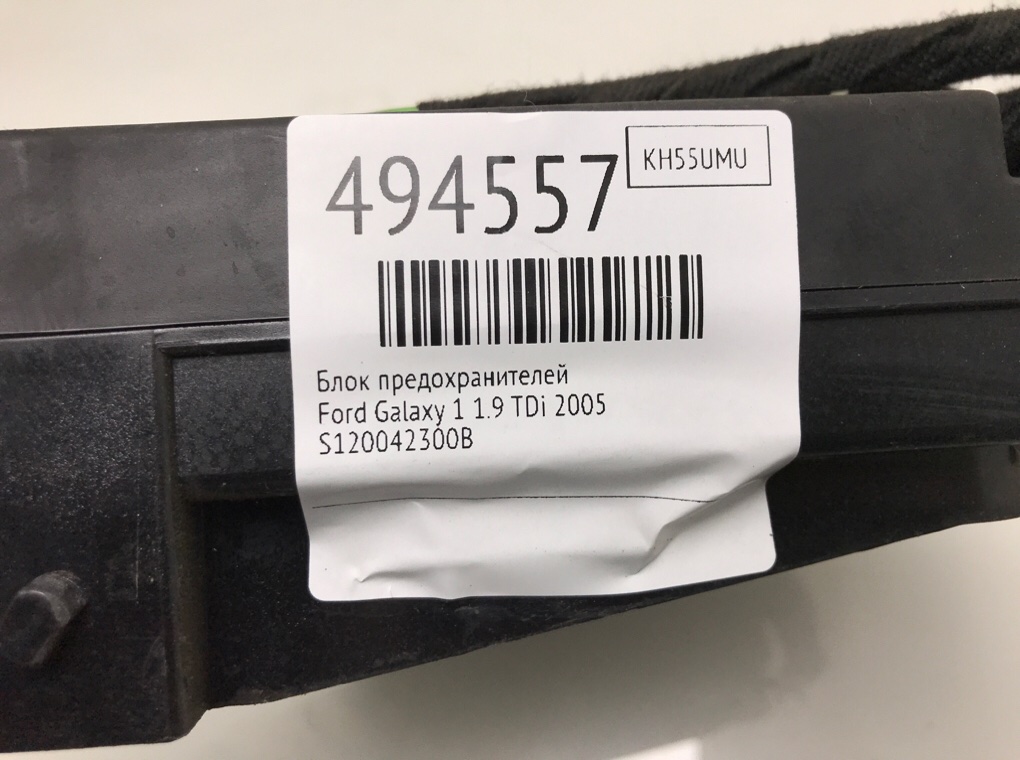 494557
KH55UMU
Блок предохранителей
Ford Galaxy 1 1.9 TDi 2005
S120042300B